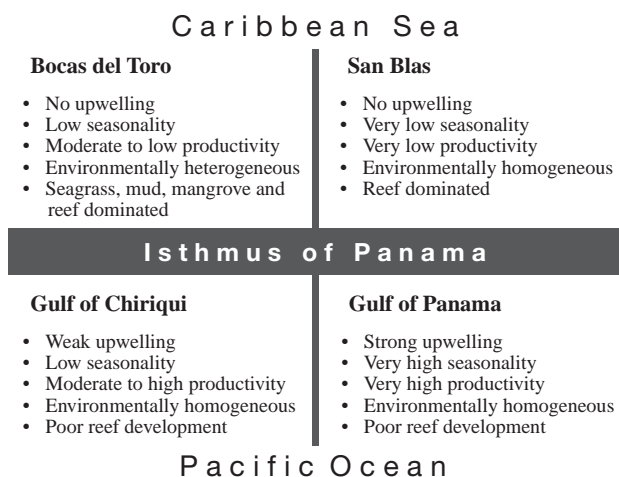 Caribbean Sea
Bocas del Toro
• No upwelling
• Low seasonality
• Moderate to low productivity
• Environmentally heterogeneous
• Seagrass, mud, mangrove and
reef dominated
San Blas
• No upwelling
• Very low seasonality
• Very low productivity
• Environmentally homogeneous
• Reef dominated
Isthmus of Panama
Gulf of Chiriqui
• Weak upwelling
• Low seasonality
• Moderate to high productivity
• Environmentally homogeneous
• Poor reef development
Gulf of Panama
• Strong upwelling
• Very high seasonality
• Very high productivity
• Environmentally homogeneous
• Poor reef development
Pacific Ocean